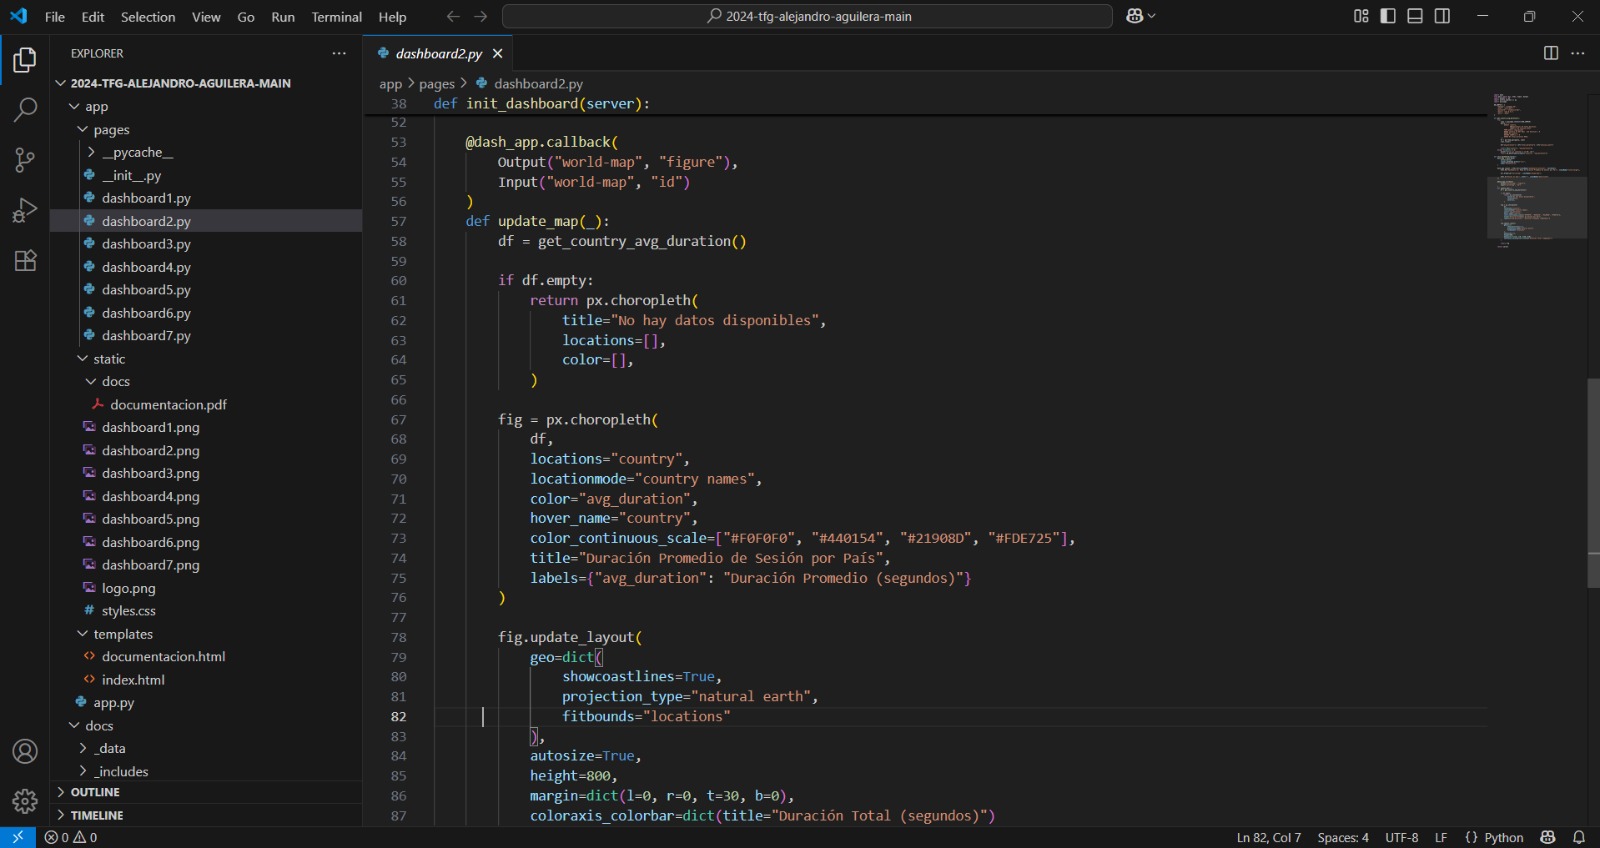 File Edit Selection View Go Run Terminal Help
2024-tfg-alejandro-aguilera-main
EXPLORER
2024-TFG-ALEJANDRO-AGUILERA-MAIN
app
pages
__pycache__
__init__.py
dashboard1.py
dashboard2.py
dashboard3.py
dashboard4.py
dashboard5.py
dashboard6.py
dashboard7.py
static
docs
documentacion.pdf
dashboard1.png
dashboard2.png
dashboard3.png
dashboard4.png
dashboard5.png
dashboard6.png
dashboard7.png
logo.png
# styles.css
templates
<> documentacion.html
<> index.html
app.py
docs
_data
_includes
OUTLINE
TIMELINE
dashboard2.py
app > pages > dashboard2.py
38 def init_dashboard(server):
52
53 @dash_app.callback(
54 Output("world-map", "figure"),
55 Input("world-map", "id")
56 )
57 def update_map(_):
58 df = get_country_avg_duration()
59
60 if df.empty:
61 return px.choropleth(
62 title="No hay datos disponibles",
63 locations=[],
64 color=[],
65 )
66
67 fig = px.choropleth(
68 df,
69 locations="country",
70 locationmode="country names",
71 color="avg_duration",
72 hover_name="country",
73 color_continuous_scale=["#F0F0F0", "#440154", "#21908D", "#FDE725"],
74 title="Duración Promedio de Sesión por País",
75 labels={"avg_duration": "Duración Promedio (segundos)"}
76 )
77
78 fig.update_layout(
79 geo=dict(
80 showcoastlines=True,
81 projection_type="natural earth",
82 fitbounds="locations"
83 ),
84 autosize=True,
85 height=800,
86 margin=dict(l=0, r=0, t=30, b=0),
87 coloraxis_colorbar=dict(title="Duración Total (segundos)")
0 0
Ln 82, Col 7 Spaces: 4 UTF-8 LF {} Python